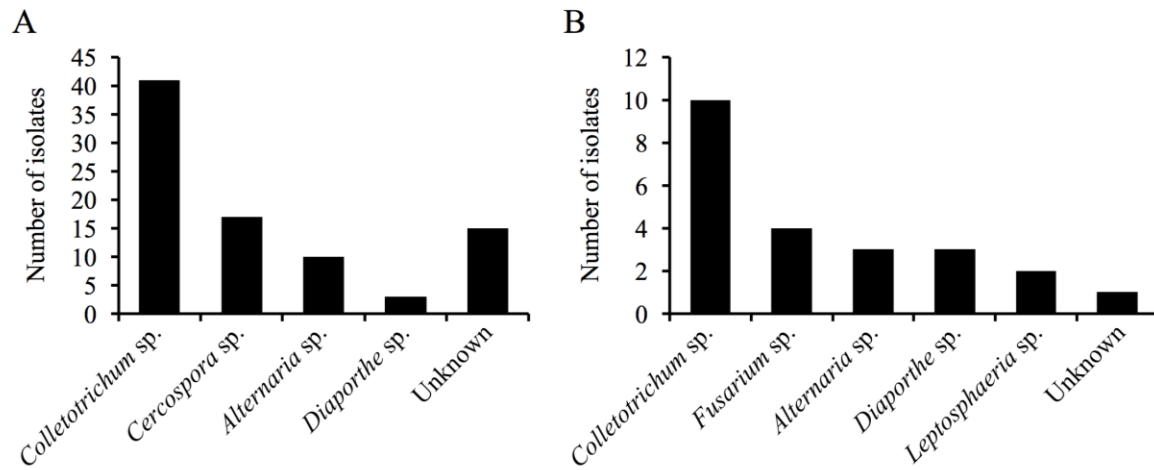 A
Number of isolates
45
40
35
30
25
20
15
10
5
0
Colletotrichum sp.
Cercospora sp.
Alternaria sp.
Diaporthe sp.
Unknown
B
Number of isolates
12
10
8
6
4
2
0
Colletotrichum sp.
Fusarium sp.
Alternaria sp.
Diaporthe sp.
Leptosphaeria sp.
Unknown